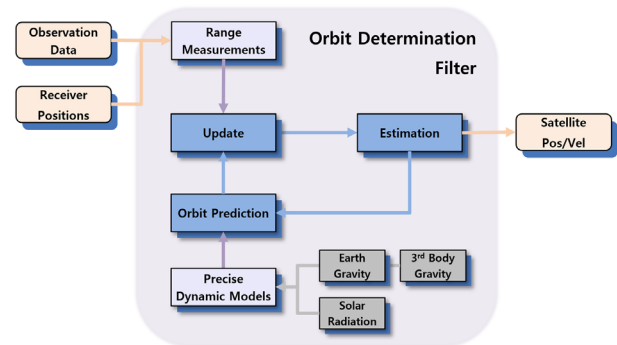 Observation
Data
Range
Measurements
Orbit Determination
Filter
Receiver
Positions
Update
Estimation
Satellite
Pos/Vel
Orbit Prediction
Precise
Dynamic Models
Earth
Gravity
3rd Body
Gravity
Solar
Radiation